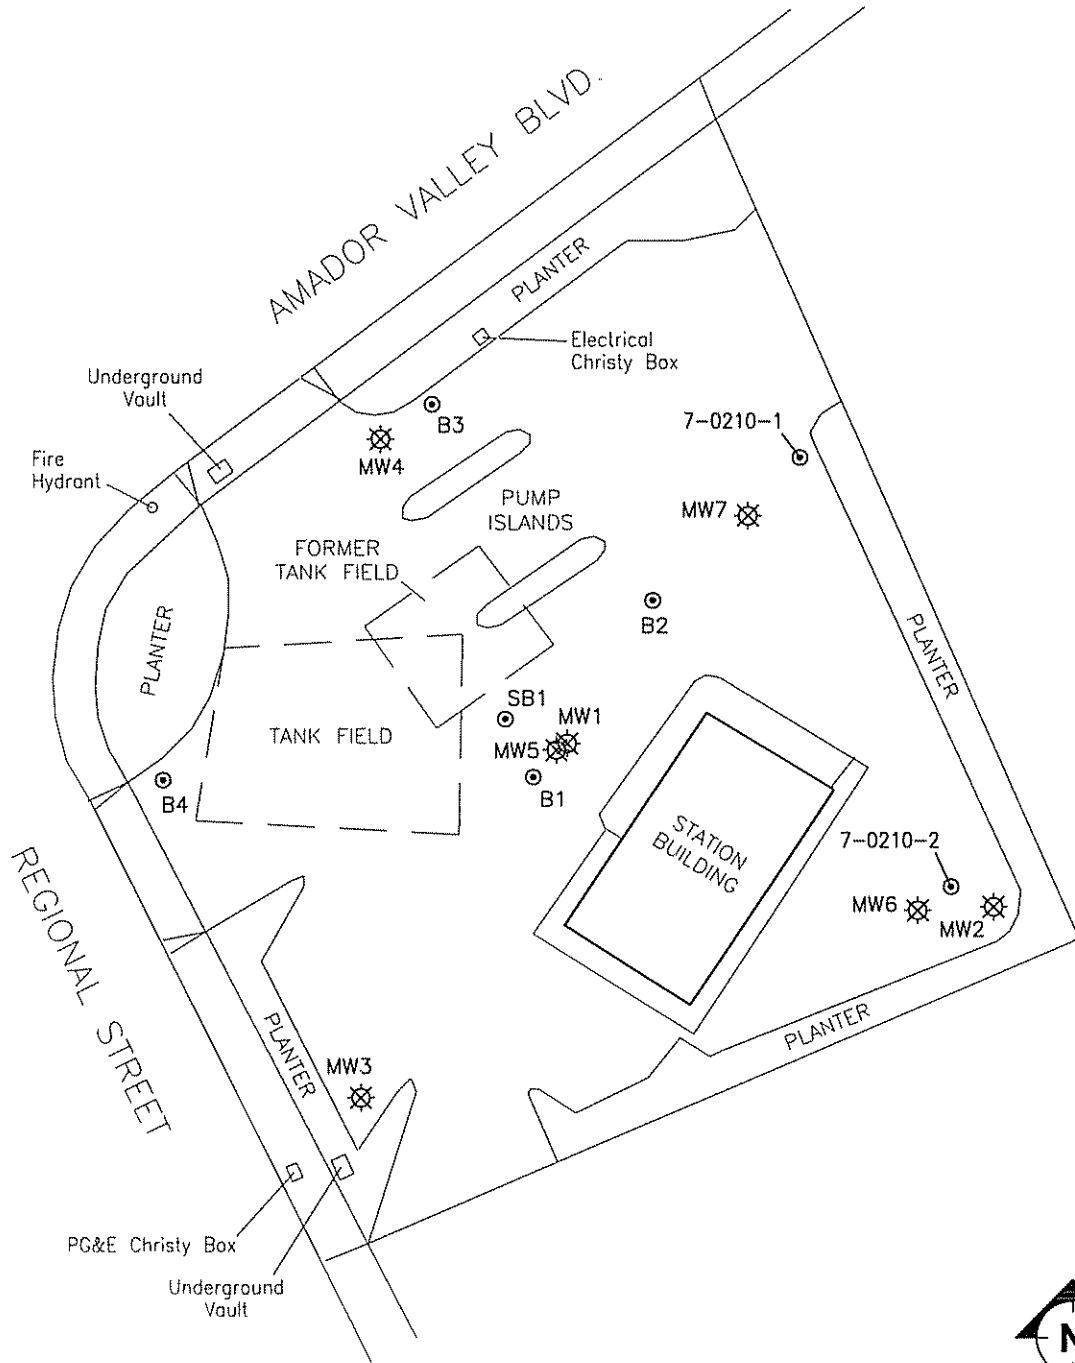 AMADOR VALLEY BLVD.
PLANTER
Electrical
Christy Box
Underground
Vault
B3
7-0210-1
MW4
Fire
Hydrant
PUMP
ISLANDS
MW7
FORMER
TANK FIELD
B2
PLANTER
PLANTER
SB1
MW1
TANK FIELD
MW5
B1
B4
STATION
BUILDING
7-0210-2
MW6
MW2
REGIONAL STREET
PLANTER
PLANTER
MW3
PG&E Christy Box
Underground
Vault
N